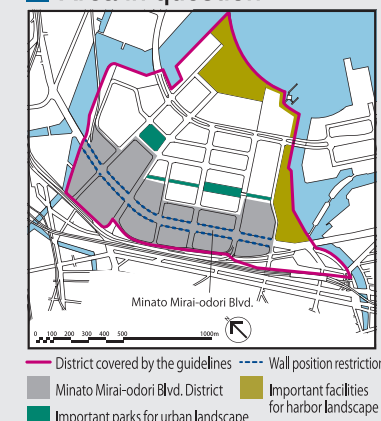 Minato Mirai-odori Blvd.
0 100 200 300 400 500 1000m
District covered by the guidelines
Wall position restriction
Minato Mirai-odori Blvd. District
Important facilities
for harbor landscape
Important parks for urban landscape